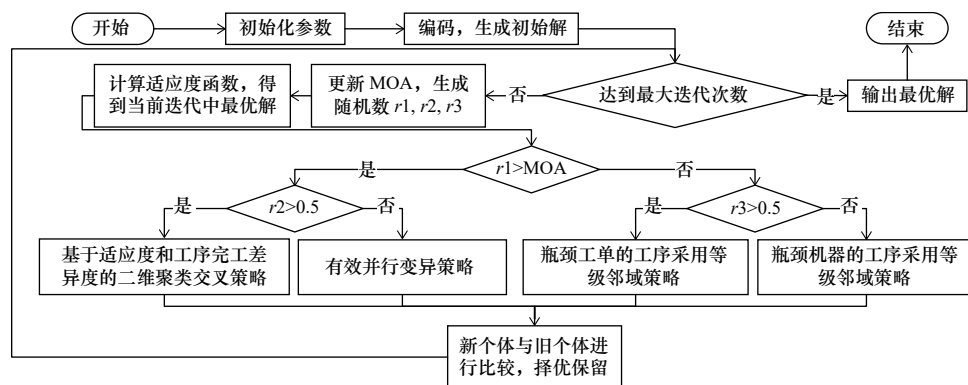 开始
初始化参数
编码，生成初始解
结束
计算适应度函数，得
到当前迭代中最优解
更新 MOA，生成
随机数 r1, r2, r3
否
达到最大迭代次数
是
输出最优解
r1>MOA
是
否
r2>0.5
是
否
r3>0.5
是
否
基于适应度和工序完工差
异度的二维聚类交叉策略
有效并行变异策略
瓶颈工单的工序采用等
级邻域策略
瓶颈机器的工序采用等
级邻域策略
新个体与旧个体进
行比较，择优保留